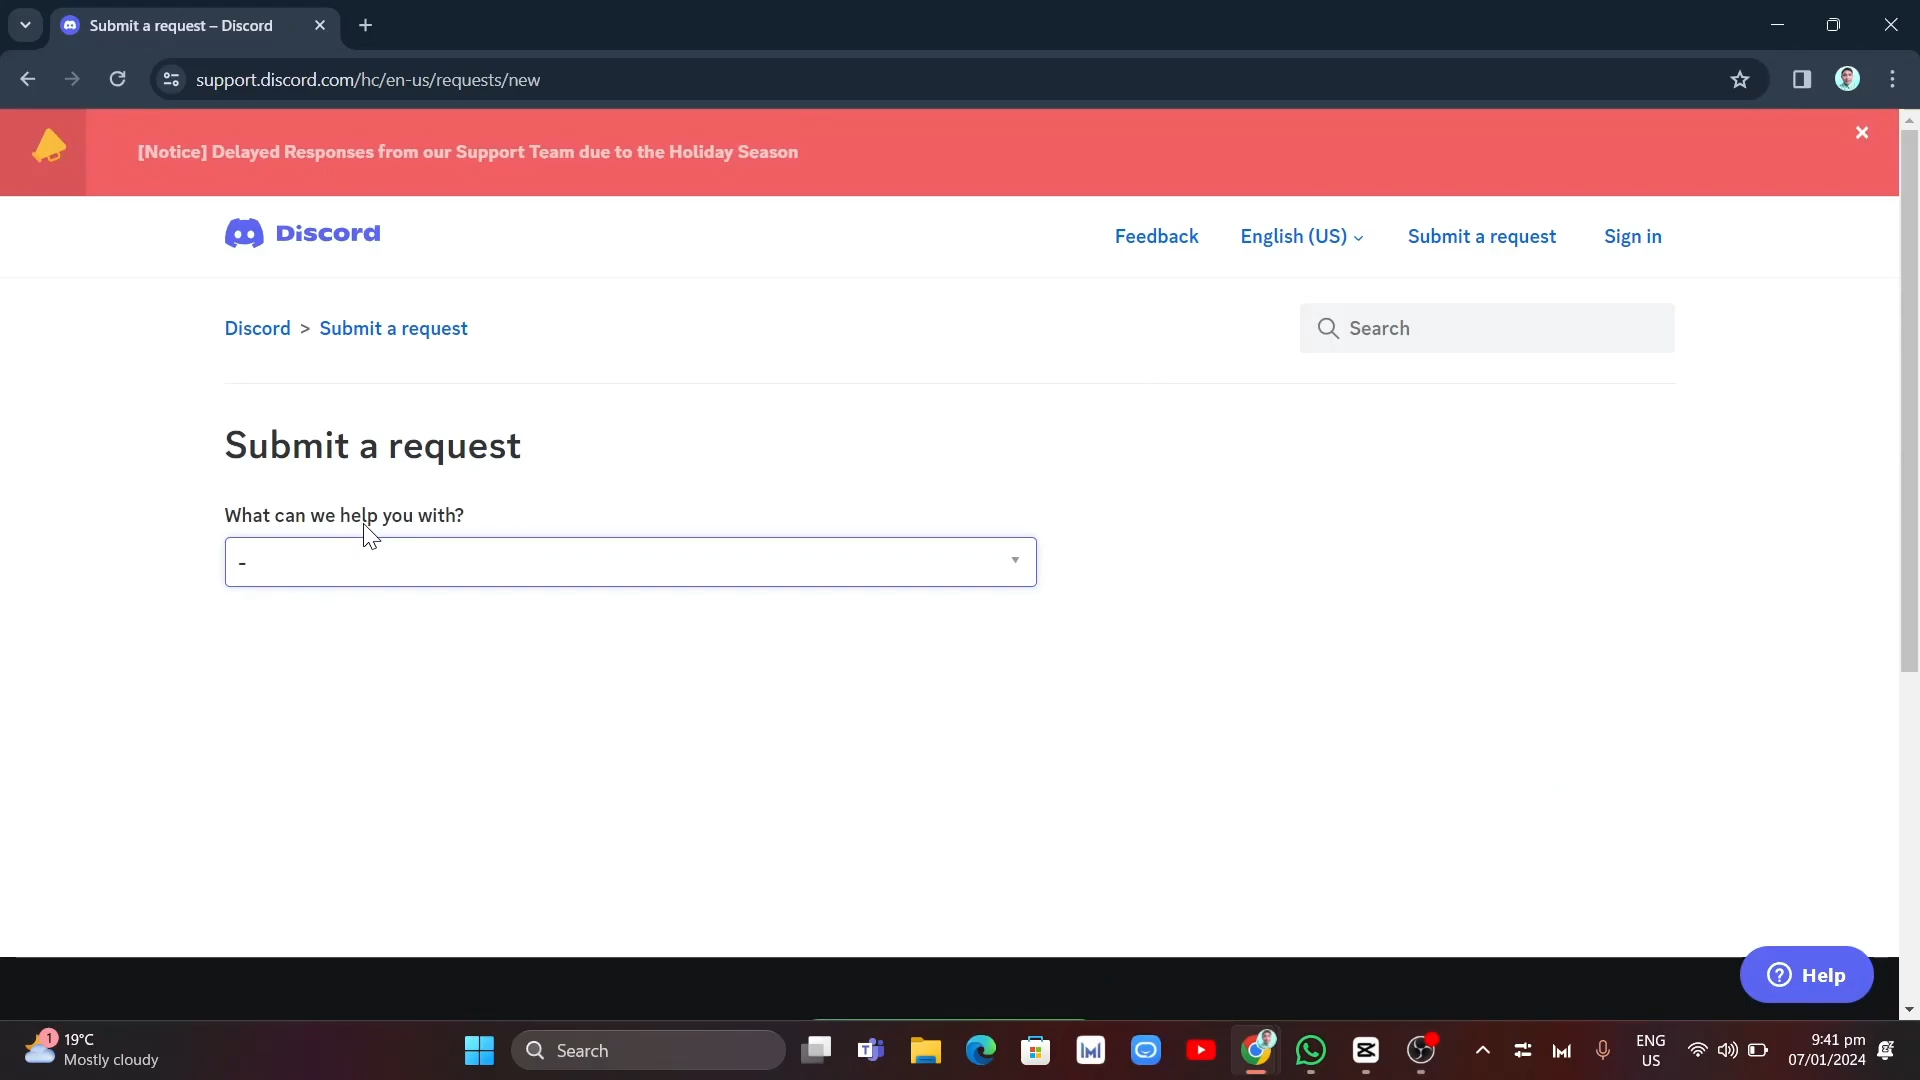 Submit a request – Discord
support.discord.com/hc/en-us/requests/new
[Notice] Delayed Responses from our Support Team due to the Holiday Season
Discord
Feedback
English (US)
Submit a request
Sign in
Discord > Submit a request
Search
Submit a request
What can we help you with?
-
Help
1
19°C
Mostly cloudy
Search
ENG
US
9:41 pm
07/01/2024